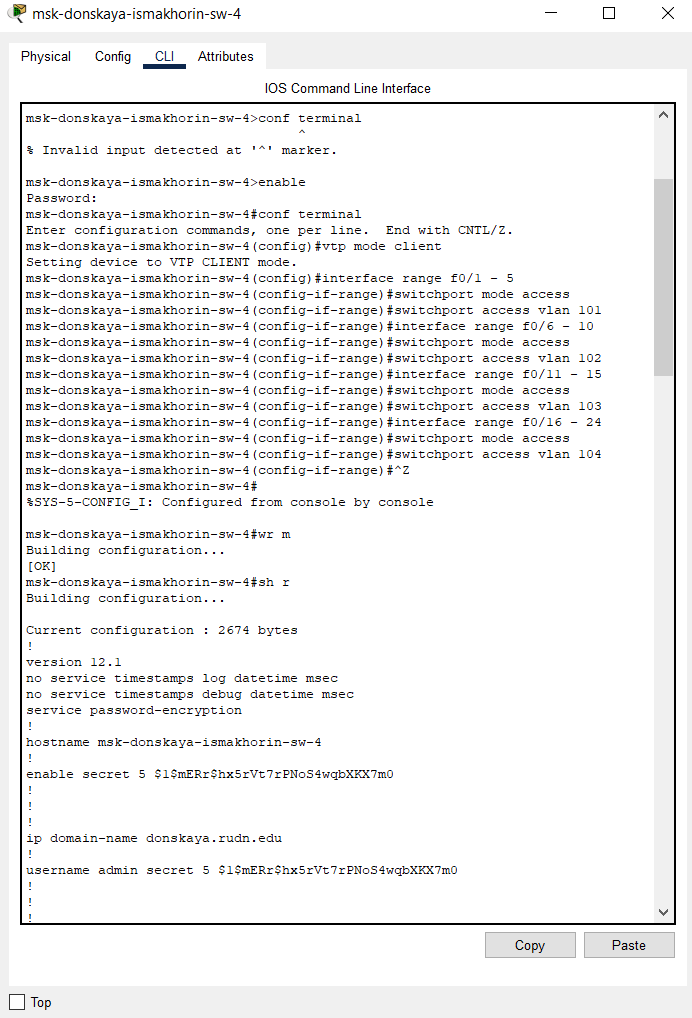 msk-donskaya-ismakhorin-sw-4
Physical Config CLI Attributes
IOS Command Line Interface
msk-donskaya-ismakhorin-sw-4>conf terminal
^
% Invalid input detected at '^' marker.
msk-donskaya-ismakhorin-sw-4>enable
Password:
msk-donskaya-ismakhorin-sw-4#conf terminal
Enter configuration commands, one per line.  End with CNTL/Z.
msk-donskaya-ismakhorin-sw-4(config)#vtp mode client
Setting device to VTP CLIENT mode.
msk-donskaya-ismakhorin-sw-4(config)#interface range f0/1 - 5
msk-donskaya-ismakhorin-sw-4(config-if-range)#switchport mode access
msk-donskaya-ismakhorin-sw-4(config-if-range)#switchport access vlan 101
msk-donskaya-ismakhorin-sw-4(config-if-range)#interface range f0/6 - 10
msk-donskaya-ismakhorin-sw-4(config-if-range)#switchport mode access
msk-donskaya-ismakhorin-sw-4(config-if-range)#switchport access vlan 102
msk-donskaya-ismakhorin-sw-4(config-if-range)#interface range f0/11 - 15
msk-donskaya-ismakhorin-sw-4(config-if-range)#switchport mode access
msk-donskaya-ismakhorin-sw-4(config-if-range)#switchport access vlan 103
msk-donskaya-ismakhorin-sw-4(config-if-range)#interface range f0/16 - 24
msk-donskaya-ismakhorin-sw-4(config-if-range)#switchport mode access
msk-donskaya-ismakhorin-sw-4(config-if-range)#switchport access vlan 104
msk-donskaya-ismakhorin-sw-4(config-if-range)#^Z
msk-donskaya-ismakhorin-sw-4#
%SYS-5-CONFIG_I: Configured from console by console
msk-donskaya-ismakhorin-sw-4#wr m
Building configuration...
[OK]
msk-donskaya-ismakhorin-sw-4#sh r
Building configuration...
Current configuration : 2674 bytes
!
version 12.1
no service timestamps log datetime msec
no service timestamps debug datetime msec
service password-encryption
!
hostname msk-donskaya-ismakhorin-sw-4
!
enable secret 5 $1$mERr$hx5rVt7rPNoS4wqbXKX7m0
!
!
!
ip domain-name donskaya.rudn.edu
!
username admin secret 5 $1$mERr$hx5rVt7rPNoS4wqbXKX7m0
!
!
!
Copy Paste
Top